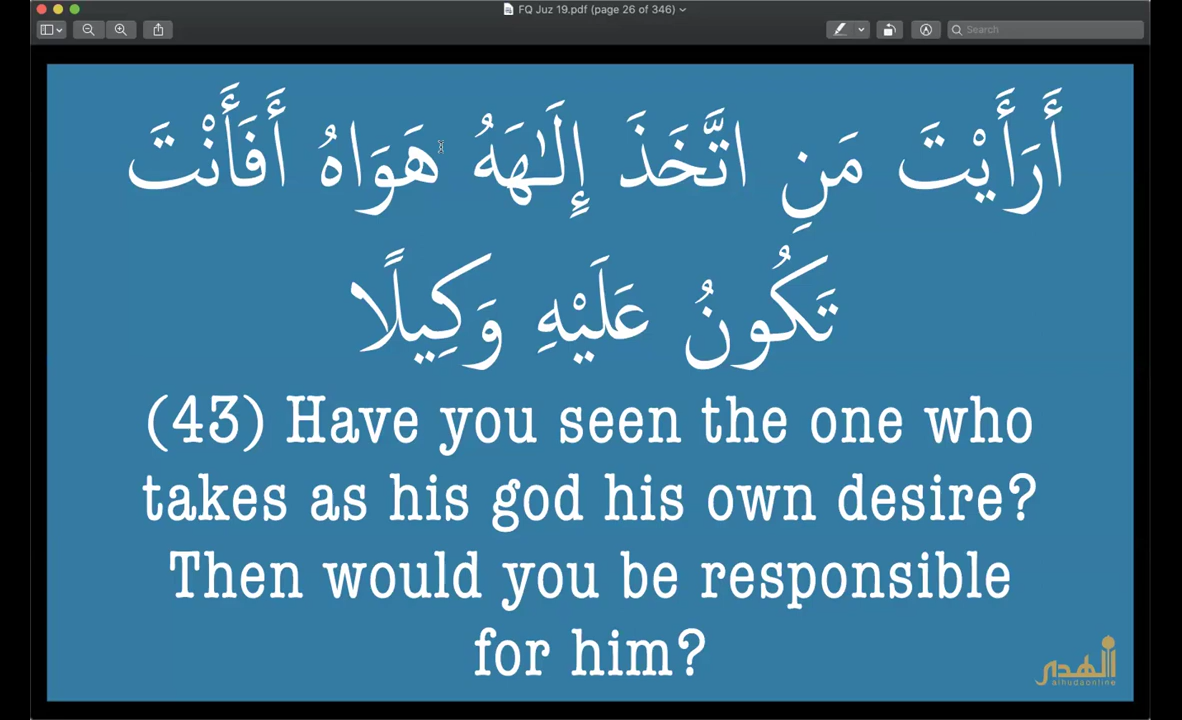 FQ Juz 19.pdf (page 26 of 346)
Search
أَرَأَيْتَ مَنِ اتَّخَذَ إِلَٰهَهُ هَوَاهُ أَفَأَنْتَ
تَكُونُ عَلَيْهِ وَكِيلًا
(43) Have you seen the one who
takes as his god his own desire?
Then would you be responsible
for him?
الهدى
alhudaonline